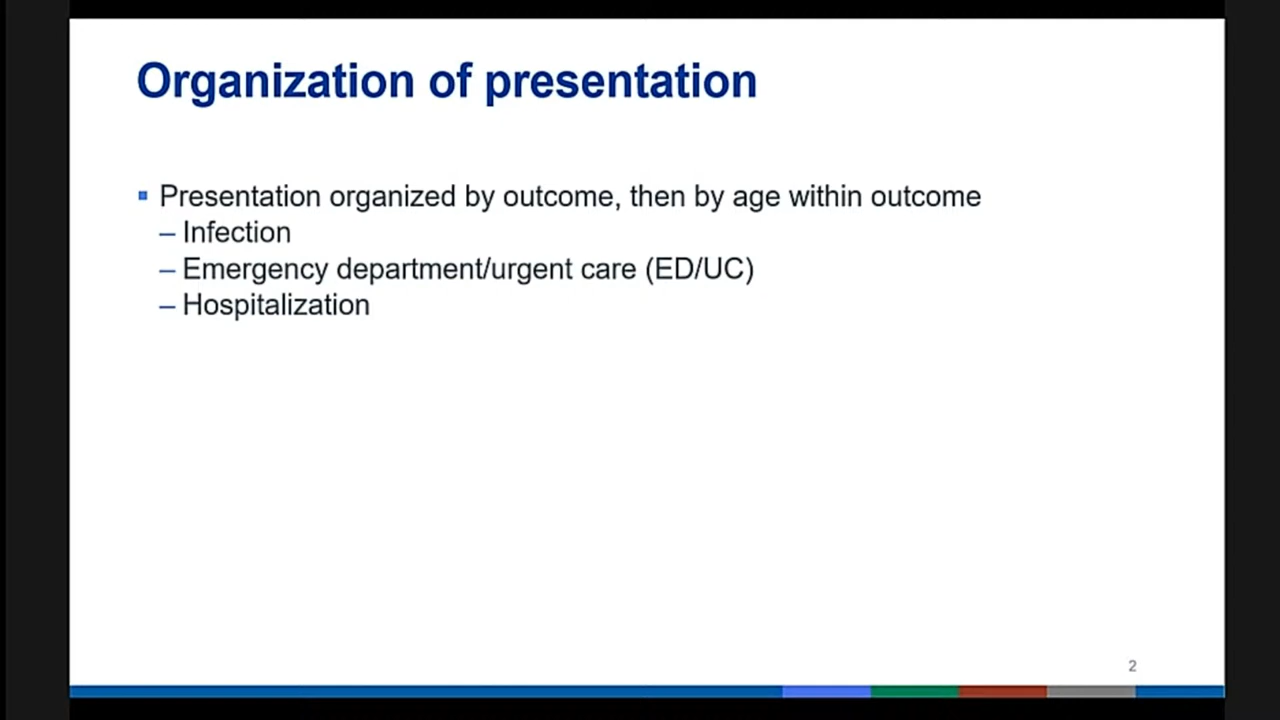 Organization of presentation
▪ Presentation organized by outcome, then by age within outcome
– Infection
– Emergency department/urgent care (ED/UC)
– Hospitalization
2